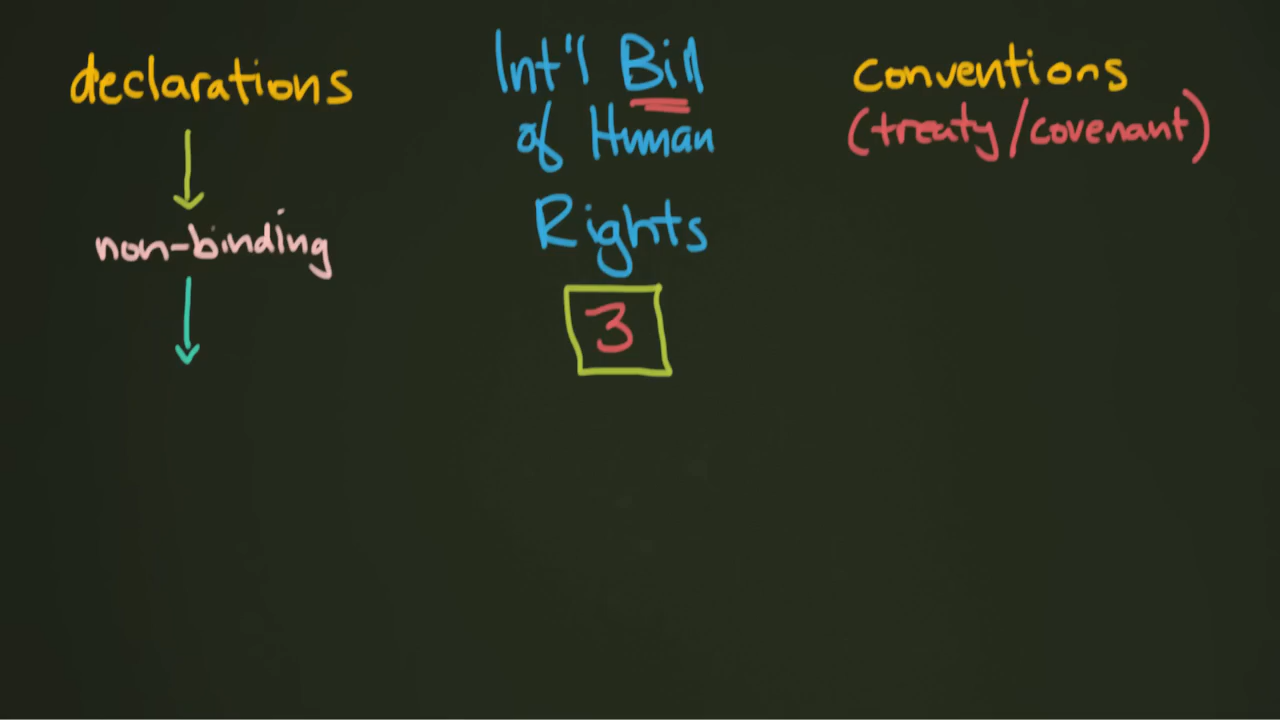 declarations
non-binding
Int'l Bill
of Human
Rights
3
conventions
(treaty/covenant)